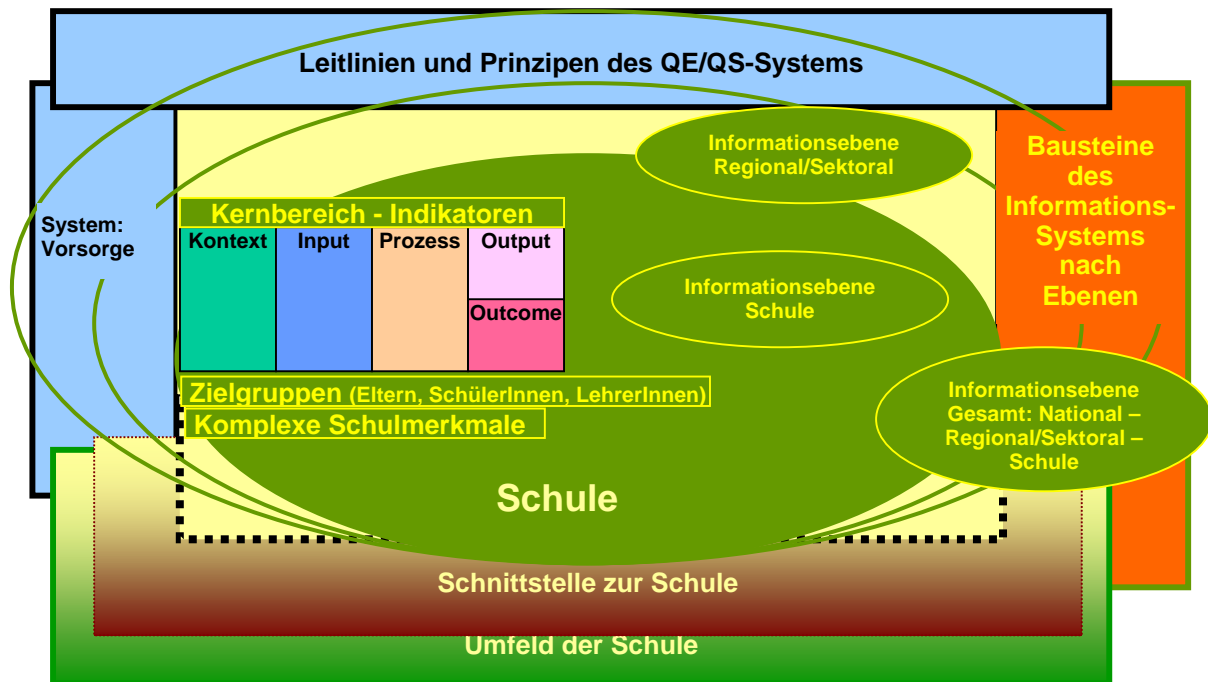 Leitlinien und Prinzipen des QE/QS-Systems
Informationsebene
Regional/Sektoral
Bausteine
des
Informations-
Systems
nach
Ebenen
System:
Vorsorge
Kernbereich - Indikatoren
Kontext
Input
Prozess
Output
Outcome
Informationsebene
Schule
Zielgruppen (Eltern, SchülerInnen, LehrerInnen)
Komplexe Schulmerkmale
Informationsebene
Gesamt: National –
Regional/Sektoral –
Schule
Schule
Schnittstelle zur Schule
Umfeld der Schule